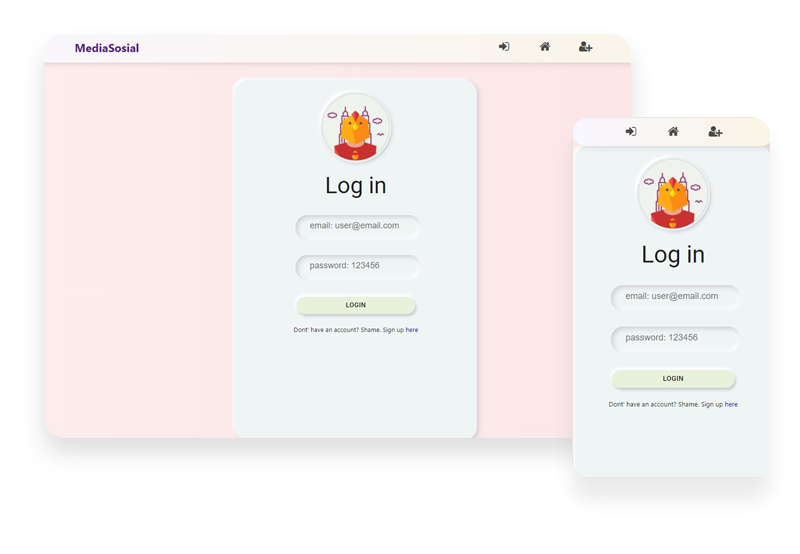 MediaSosial
Log in
email: user@email.com
password: 123456
LOGIN
Dont' have an account? Shame. Sign up here
Log in
email: user@email.com
password: 123456
LOGIN
Dont' have an account? Shame. Sign up here